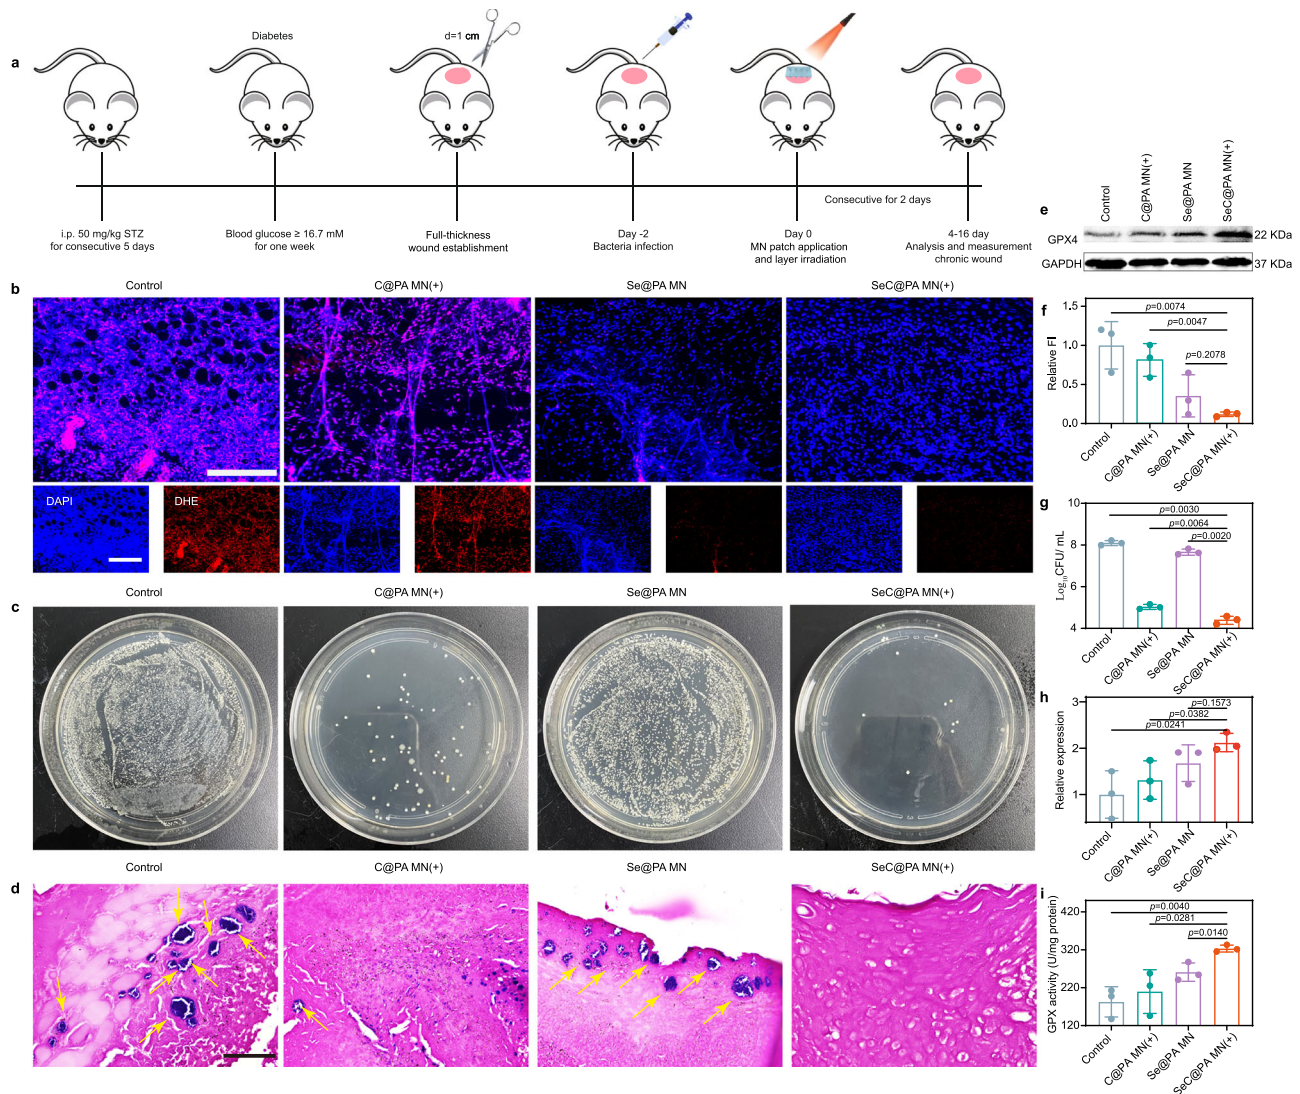 a
Diabetes
d=1 cm
Consecutive for 2 days
i.p. 50 mg/kg STZ
for consecutive 5 days
Blood glucose ≥ 16.7 mM
for one week
Full-thickness
wound establishment
Day -2
Bacteria infection
Day 0
MN patch application
and layer irradiation
4-16 day
Analysis and measurement
chronic wound
b
Control
C@PA MN(+)
Se@PA MN
SeC@PA MN(+)
DAPI
DHE
c
Control
C@PA MN(+)
Se@PA MN
SeC@PA MN(+)
d
Control
C@PA MN(+)
Se@PA MN
SeC@PA MN(+)
e
Control
C@PA MN(+)
Se@PA MN
SeC@PA MN(+)
GPX4
22 KDa
GAPDH
37 KDa
f
Relative FI
1.5
1.0
0.5
0.0
p=0.0074
p=0.0047
p=0.2078
Control
C@PA MN(+)
Se@PA MN
SeC@PA MN(+)
g
Log10CFU/ mL
10
8
6
4
p=0.0030
p=0.0064
p=0.0020
Control
C@PA MN(+)
Se@PA MN
SeC@PA MN(+)
h
Relative expression
3
2
1
p=0.1573
p=0.0382
p=0.0241
Control
C@PA MN(+)
Se@PA MN
SeC@PA MN(+)
i
GPX activity (U/mg protein)
420
320
220
120
p=0.0040
p=0.0281
p=0.0140
Control
C@PA MN(+)
Se@PA MN
SeC@PA MN(+)